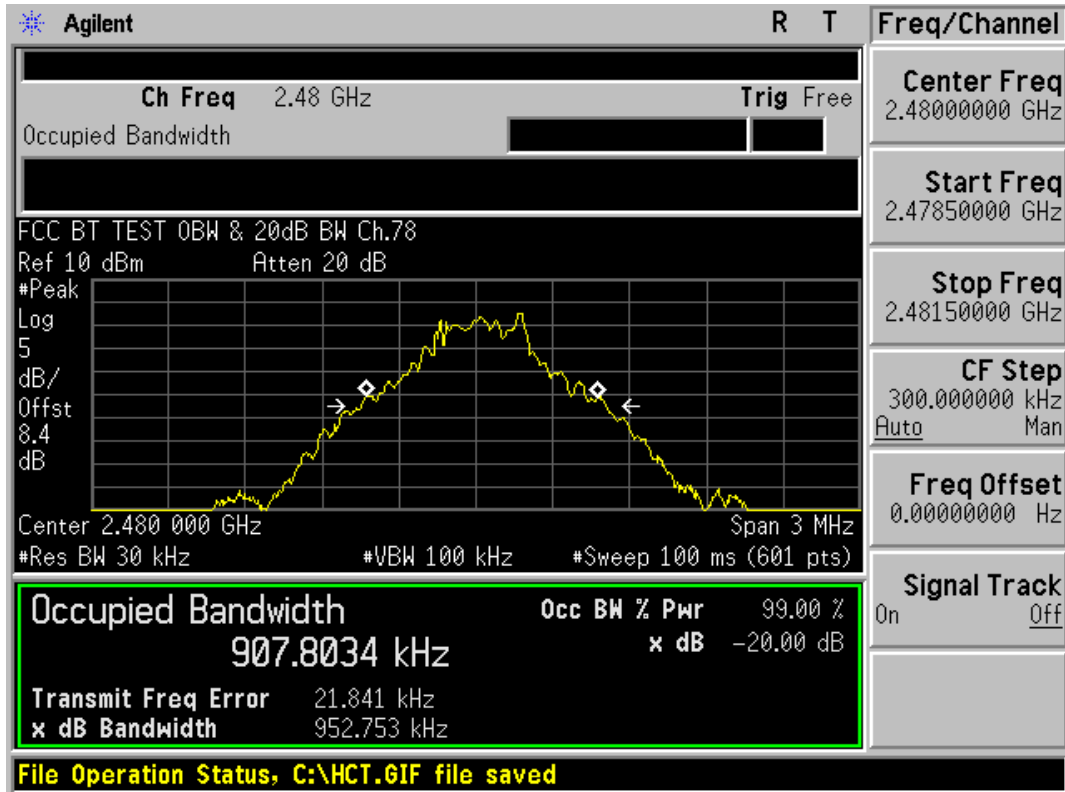 Agilent R T
Freq/Channel
Ch Freq 2.48 GHz Trig Free
Occupied Bandwidth
Center Freq
2.48000000 GHz
Start Freq
2.47850000 GHz
Stop Freq
2.48150000 GHz
CF Step
300.000000 kHz
Auto Man
Freq Offset
0.00000000 Hz
Signal Track
On Off
FCC BT TEST OBW & 20dB BW Ch.78
Ref 10 dBm Atten 20 dB
#Peak
Log
5
dB/
Offst
8.4
dB
Center 2.480 000 GHz Span 3 MHz
#Res BW 30 kHz #VBW 100 kHz #Sweep 100 ms (601 pts)
Occupied Bandwidth
907.8034 kHz
Occ BW % Pwr 99.00 %
x dB -20.00 dB
Transmit Freq Error 21.841 kHz
x dB Bandwidth 952.753 kHz
File Operation Status, C:\HCT.GIF file saved